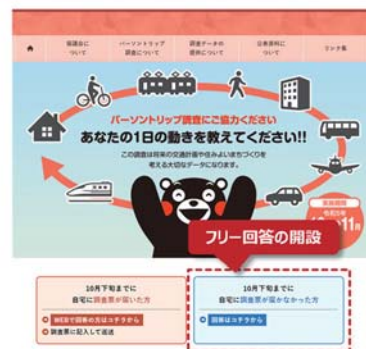 協議会に
ついて
パーソントリップ
調査について
調査データの
提供について
公表資料に
ついて
リンク集
パーソントリップ調査にご協力ください
あなたの1日の動きを教えてください!!
この調査は将来の交通計画や住みよいまちづくりを
考える大切なデータになります。
実施期間
令和5年
11月
フリー回答の開設
10月下旬までに
自宅に調査票が届いた方
WEBで回答の方はコチラから
調査票に記入して返送
10月下旬までに
自宅に調査票が届かなかった方
回答はコチラから